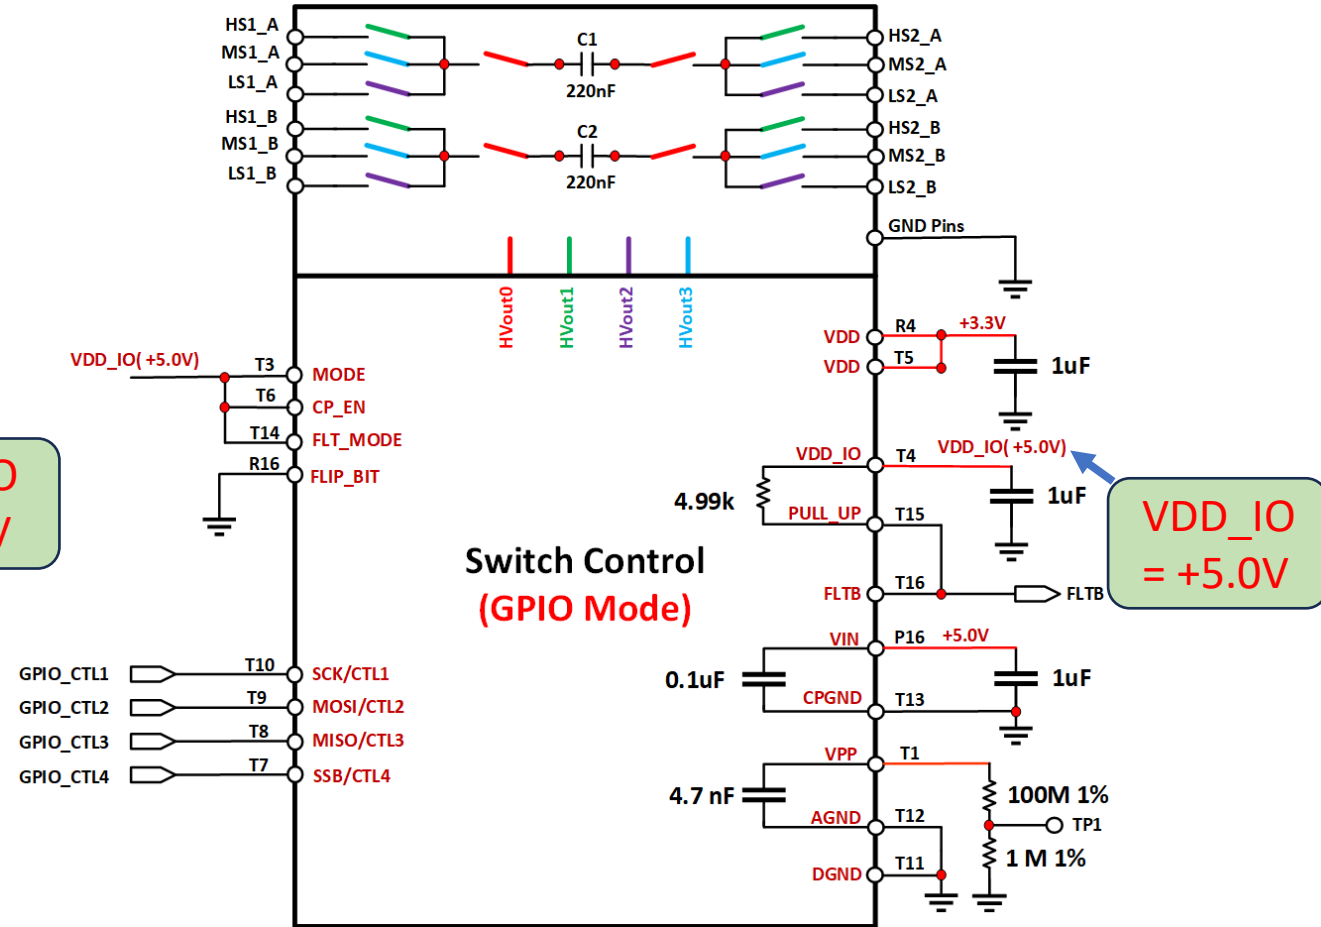 HS1_A
MS1_A
LS1_A
HS1_B
MS1_B
LS1_B
C1
220nF
C2
220nF
HS2_A
MS2_A
LS2_A
HS2_B
MS2_B
LS2_B
GND Pins
HVout0
HVout1
HVout2
HVout3
VDD_IO( +5.0V)
T3
MODE
T6
CP_EN
T14
FLT_MODE
R16
FLIP_BIT
O
V
VDD
R4
+3.3V
VDD
T5
1uF
VDD_IO
T4
VDD_IO( +5.0V)
4.99k
1uF
PULL_UP
T15
VDD_IO
= +5.0V
FLTB
T16
FLTB
Switch Control
(GPIO Mode)
VIN
P16
+5.0V
0.1uF
1uF
CPGND
T13
GPIO_CTL1
T10
SCK/CTL1
GPIO_CTL2
T9
MOSI/CTL2
GPIO_CTL3
T8
MISO/CTL3
GPIO_CTL4
T7
SSB/CTL4
VPP
T1
4.7 nF
100M 1%
AGND
T12
TP1
1 M 1%
DGND
T11